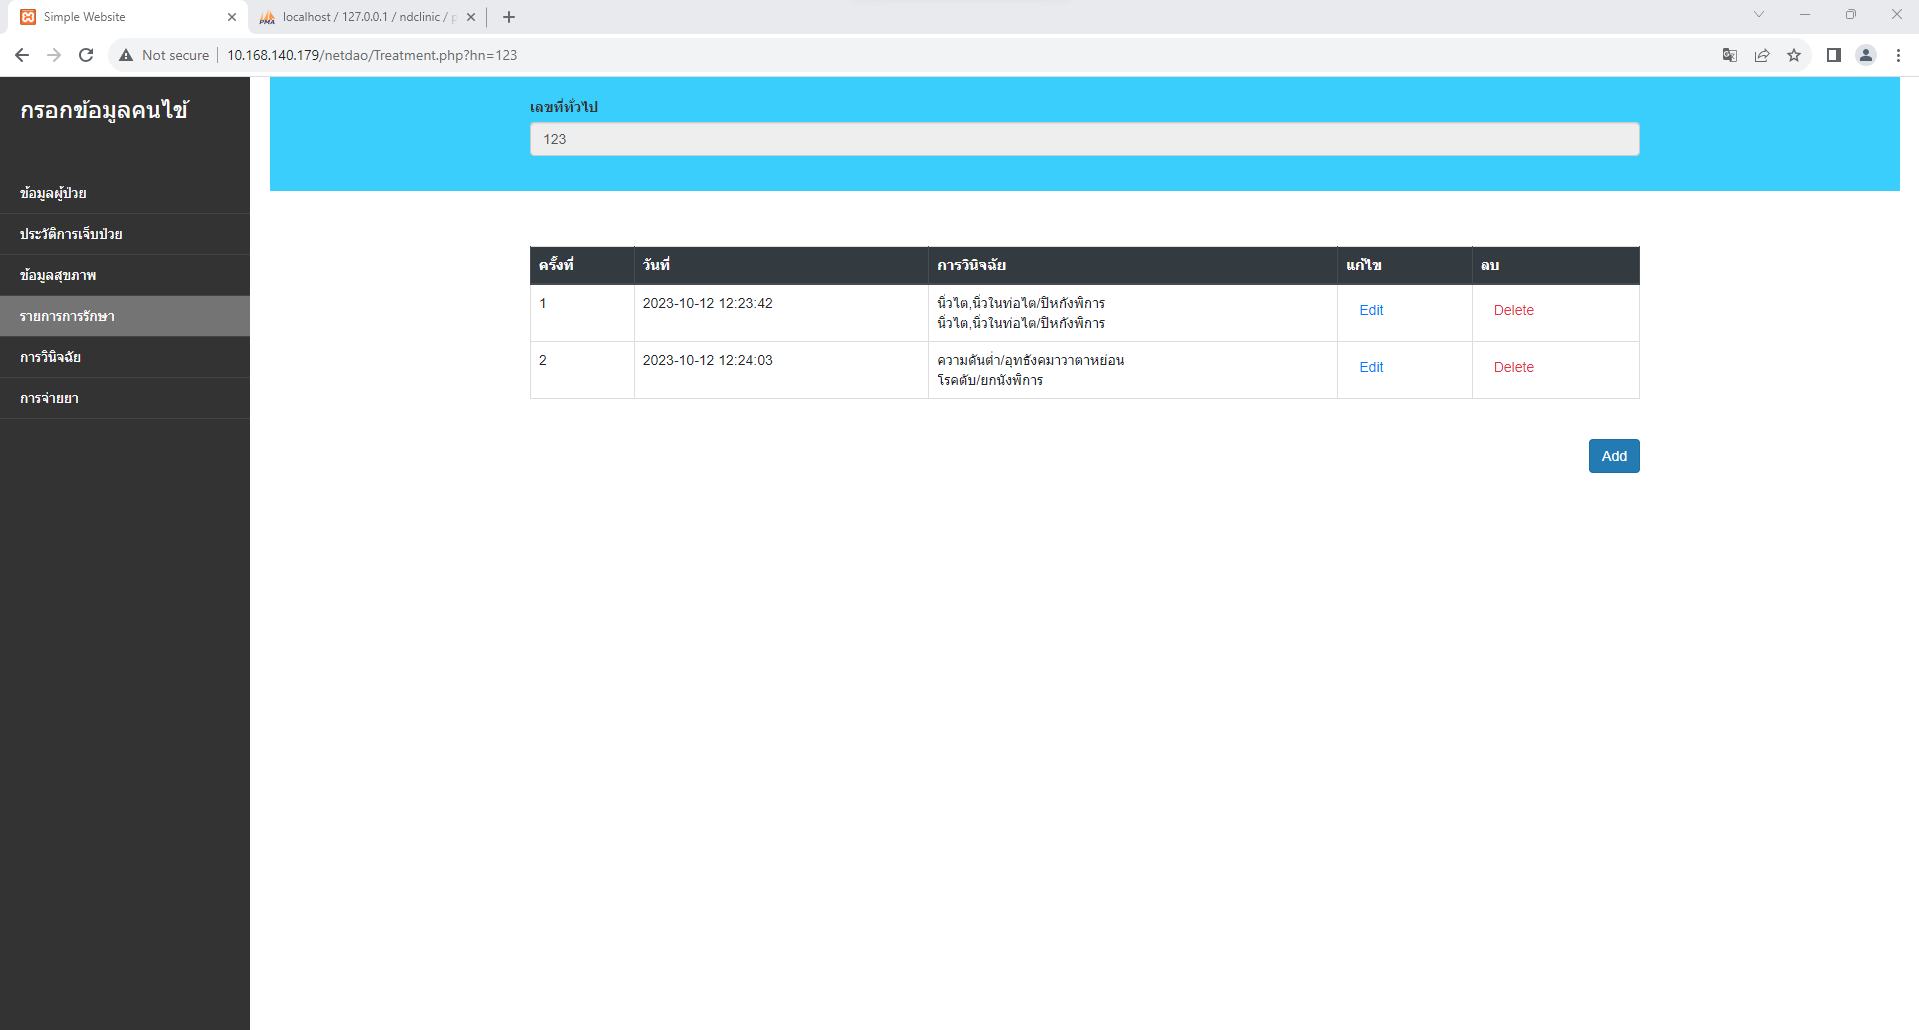 Simple Website
localhost / 127.0.0.1 / ndclinic /
Not secure
10.168.140.179/netdao/Treatment.php?hn=123
กรอกข้อมูลคนไข้
ข้อมูลผู้ป่วย
ประวัติการเจ็บป่วย
ข้อมูลสุขภาพ
รายการการรักษา
การวินิจฉัย
การจ่ายยา
เลขที่ทั่วไป
123
ครั้งที่ วันที่ การวินิจฉัย แก้ไข ลบ
1 2023-10-12 12:23:42 นิ่วไต,นิ่วในท่อไต/ปิหกังพิการ Edit Delete
นิ่วไต,นิ่วในท่อไต/ปิหกังพิการ
2 2023-10-12 12:24:03 ความดันต่ำ/อุทธังคมาวาตาหย่อน Edit Delete
โรคตับ/ยกนังพิการ
Add